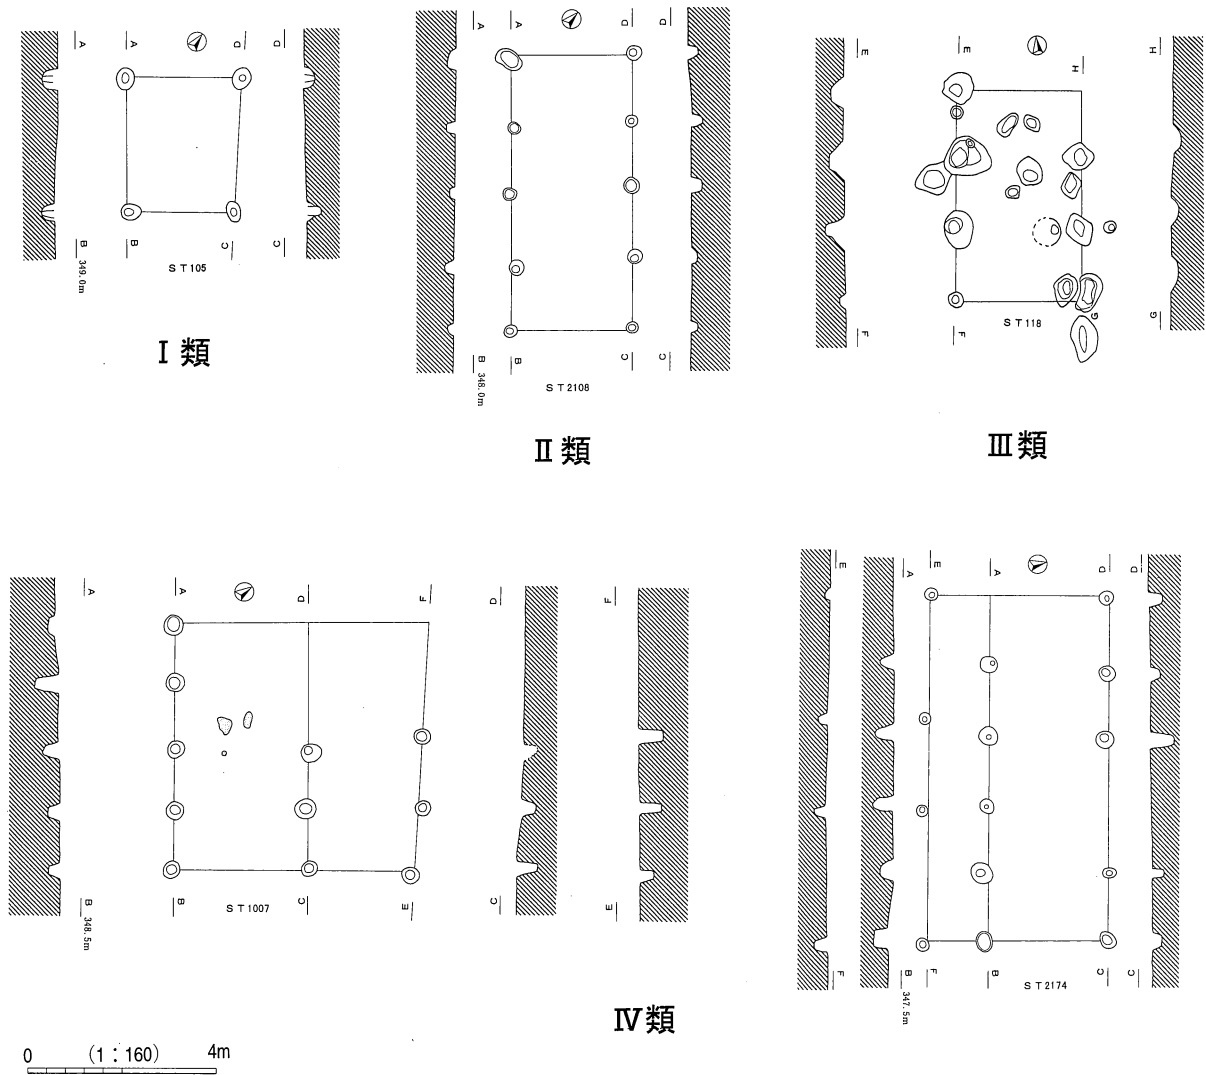 A A D D
B B C C
349.0m
ST105
Ⅰ類
A A D D
B B C C
348.0m
ST2108
Ⅱ類
E E H H
F F G G
ST118
Ⅲ類
A A D F D F
B B C E C E
348.5m
ST1007
E A E A D D
F B F B C C
347.5m
ST2174
Ⅳ類
0 (1：160) 4m